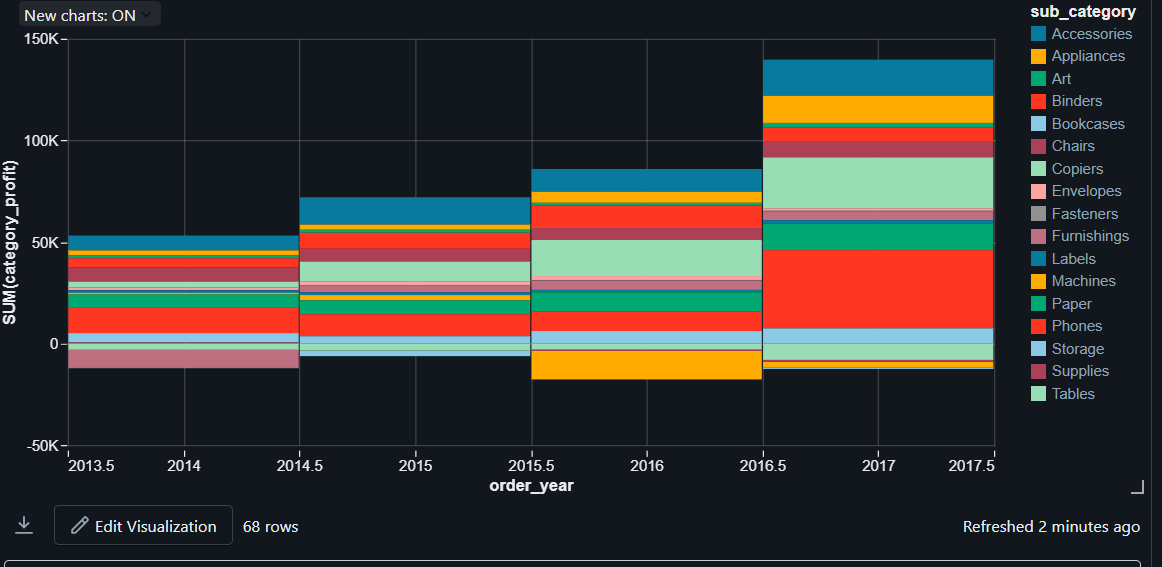 New charts: ON
sub_category
Accessories
Appliances
Art
Binders
Bookcases
Chairs
Copiers
Envelopes
Fasteners
Furnishings
Labels
Machines
Paper
Phones
Storage
Supplies
Tables
150K
100K
50K
0
-50K
SUM(category_profit)
2013.5 2014 2014.5 2015 2015.5 2016 2016.5 2017 2017.5
order_year
Edit Visualization 68 rows Refreshed 2 minutes ago